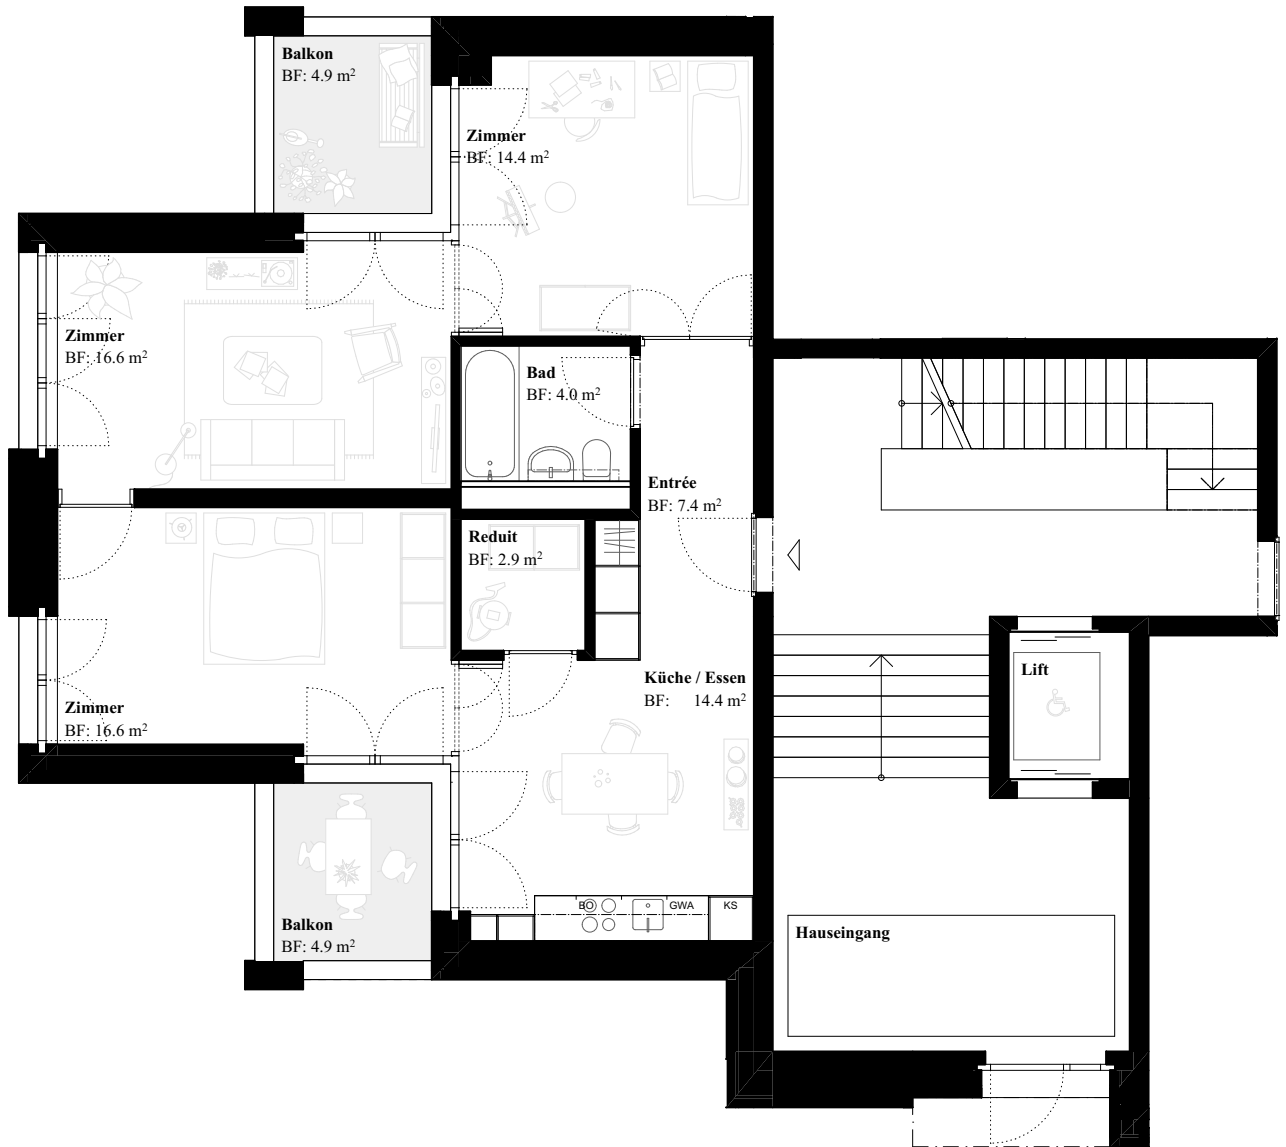 Balkon
BF: 4.9 m²
Zimmer
BF: 14.4 m²
Zimmer
BF: 16.6 m²
Bad
BF: 4.0 m²
Entrée
BF: 7.4 m²
Reduit
BF: 2.9 m²
Küche / Essen
BF: 14.4 m²
Lift
Zimmer
BF: 16.6 m²
BO
GWA
KS
Balkon
BF: 4.9 m²
Hauseingang